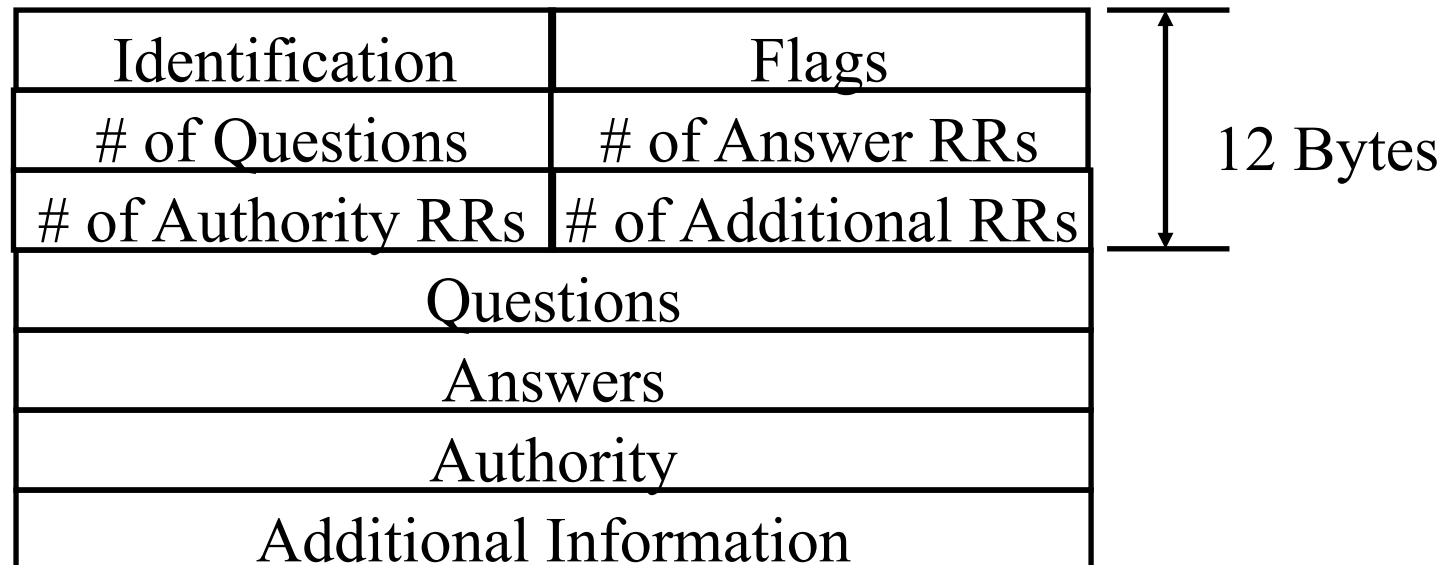 Identification Flags
# of Questions # of Answer RRs
12 Bytes
# of Authority RRs # of Additional RRs
Questions
Answers
Authority
Additional Information